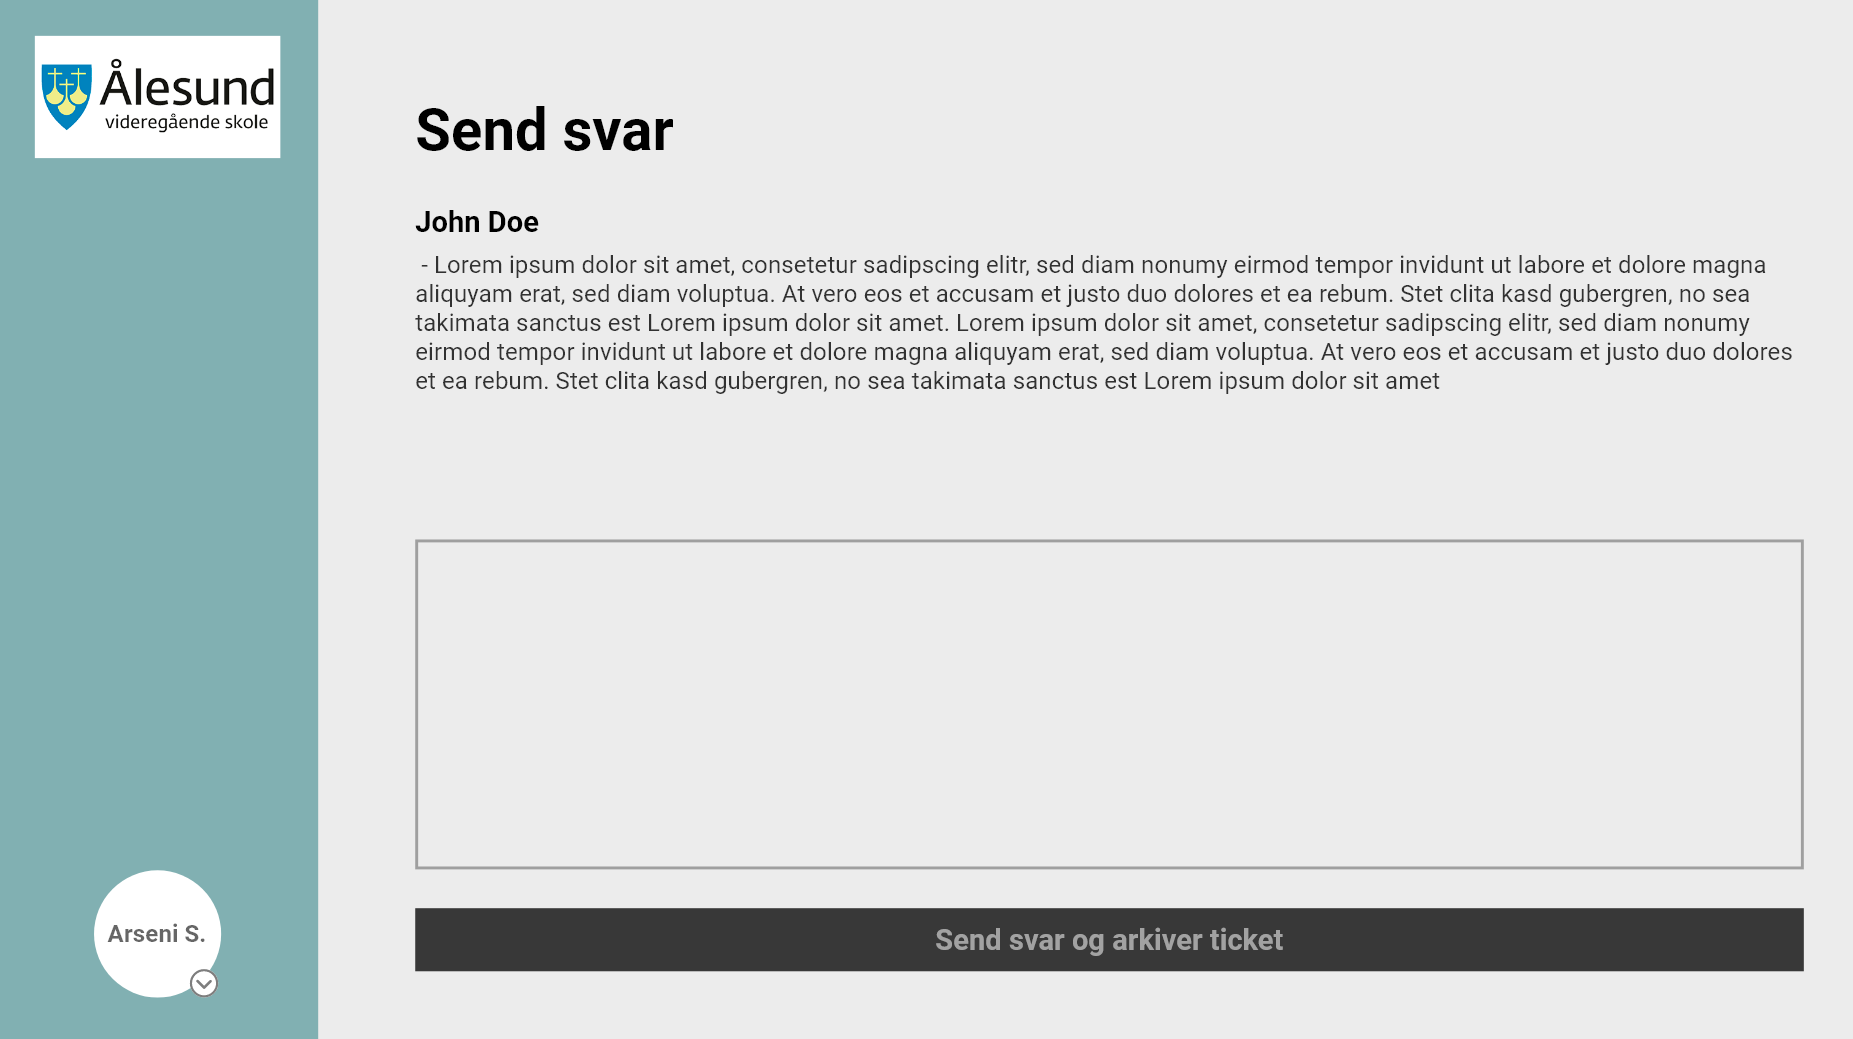 Ålesund
videregående skole
Send svar
John Doe
- Lorem ipsum dolor sit amet, consetetur sadipscing elitr, sed diam nonumy eirmod tempor invidunt ut labore et dolore magna
aliquyam erat, sed diam voluptua. At vero eos et accusam et justo duo dolores et ea rebum. Stet clita kasd gubergren, no sea
takimata sanctus est Lorem ipsum dolor sit amet. Lorem ipsum dolor sit amet, consetetur sadipscing elitr, sed diam nonumy
eirmod tempor invidunt ut labore et dolore magna aliquyam erat, sed diam voluptua. At vero eos et accusam et justo duo dolores
et ea rebum. Stet clita kasd gubergren, no sea takimata sanctus est Lorem ipsum dolor sit amet
Send svar og arkiver ticket
Arseni S.